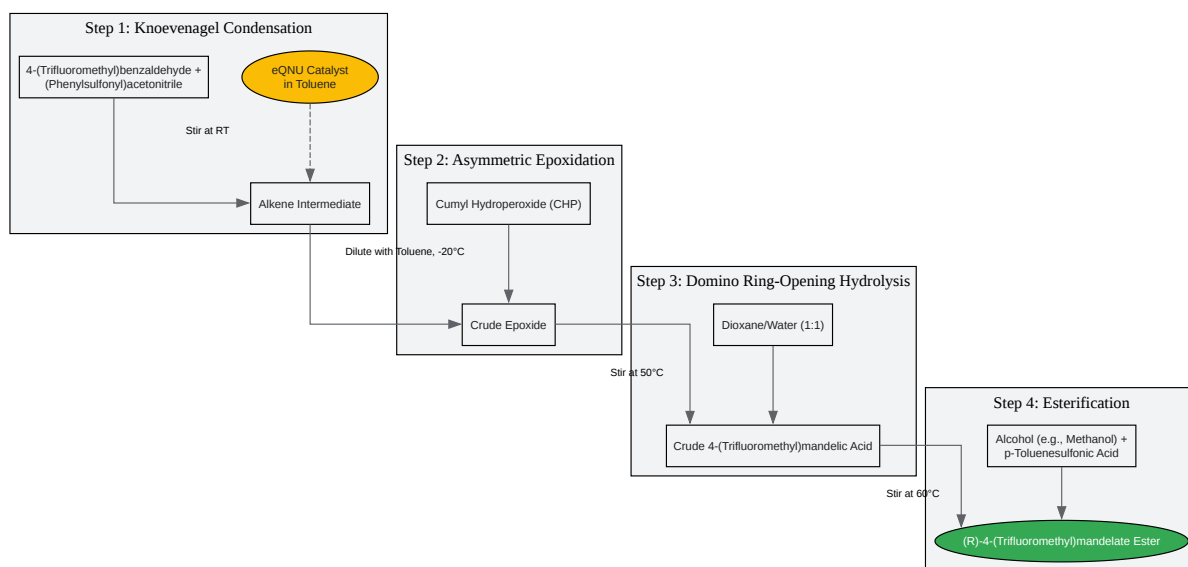 Step 1: Knoevenagel Condensation
4-(Trifluoromethyl)benzaldehyde +
(Phenylsulfonyl)acetonitrile
eQNU Catalyst
in Toluene
Stir at RT
Alkene Intermediate
Step 2: Asymmetric Epoxidation
Cumyl Hydroperoxide (CHP)
Dilute with Toluene, -20°C
Crude Epoxide
Step 3: Domino Ring-Opening Hydrolysis
Dioxane/Water (1:1)
Stir at 50°C
Crude 4-(Trifluoromethyl)mandelic Acid
Step 4: Esterification
Alcohol (e.g., Methanol) +
p-Toluenesulfonic Acid
Stir at 60°C
(R)-4-(Trifluoromethyl)mandelate Ester